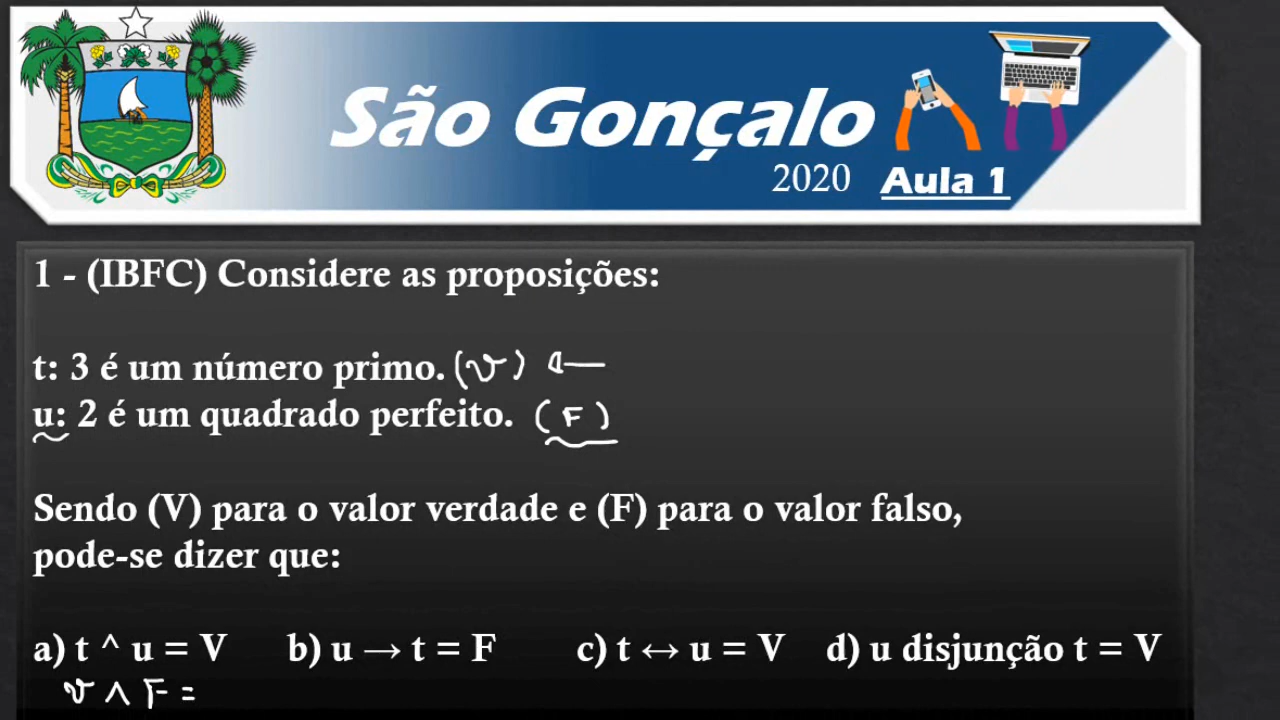 São Gonçalo
2020 Aula 1
1 - (IBFC) Considere as proposições:
t: 3 é um número primo. (V)
u: 2 é um quadrado perfeito. (F)
Sendo (V) para o valor verdade e (F) para o valor falso,
pode-se dizer que:
a) t ^ u = V b) u → t = F c) t ↔ u = V d) u disjunção t = V
V ∧ F =